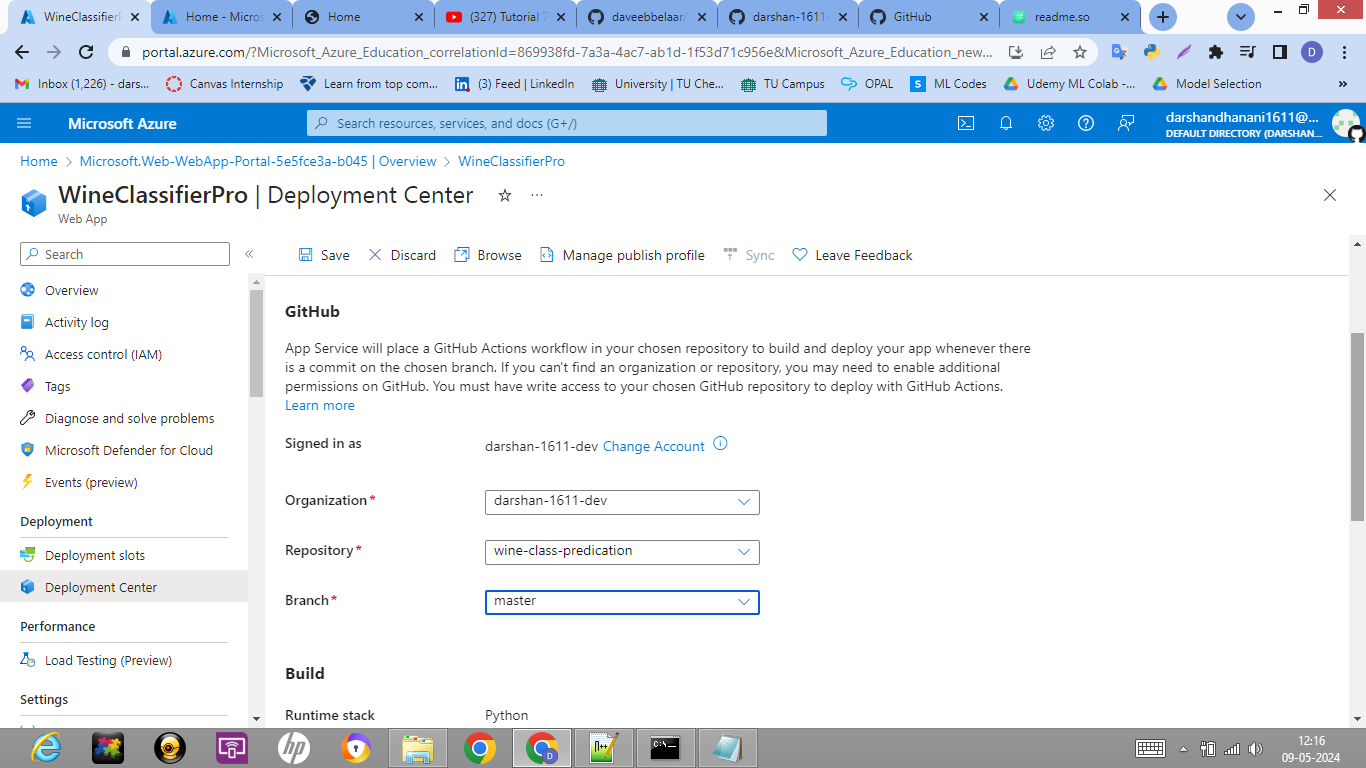 WineClassifierP
Home - Micros
Home
(327) Tutorial 7
daveebbelaar/
darshan-1611-
GitHub
readme.so
portal.azure.com/?Microsoft_Azure_Education_correlationId=869938fd-7a3a-4ac7-ab1d-1f53d71c956e&Microsoft_Azure_Education_new...
D
Inbox (1,226) - dars...
Canvas Internship
Learn from top com...
(3) Feed | LinkedIn
University | TU Che...
TU Campus
OPAL
S ML Codes
Udemy ML Colab -...
Model Selection
»
Microsoft Azure
Search resources, services, and docs (G+/)
darshandhanani1611@...
DEFAULT DIRECTORY (DARSHAN...
Home > Microsoft.Web-WebApp-Portal-5e5fce3a-b045 | Overview > WineClassifierPro
WineClassifierPro | Deployment Center
Web App
Search
«
Save
Discard
Browse
Manage publish profile
Sync
Leave Feedback
Overview
Activity log
Access control (IAM)
Tags
Diagnose and solve problems
Microsoft Defender for Cloud
Events (preview)
Deployment
Deployment slots
Deployment Center
Performance
Load Testing (Preview)
Settings
GitHub
App Service will place a GitHub Actions workflow in your chosen repository to build and deploy your app whenever there
is a commit on the chosen branch. If you can't find an organization or repository, you may need to enable additional
permissions on GitHub. You must have write access to your chosen GitHub repository to deploy with GitHub Actions.
Learn more
Signed in as
darshan-1611-dev Change Account
Organization*
darshan-1611-dev
Repository*
wine-class-predication
Branch*
master
Build
Runtime stack
Python
hp
D
12:16
09-05-2024